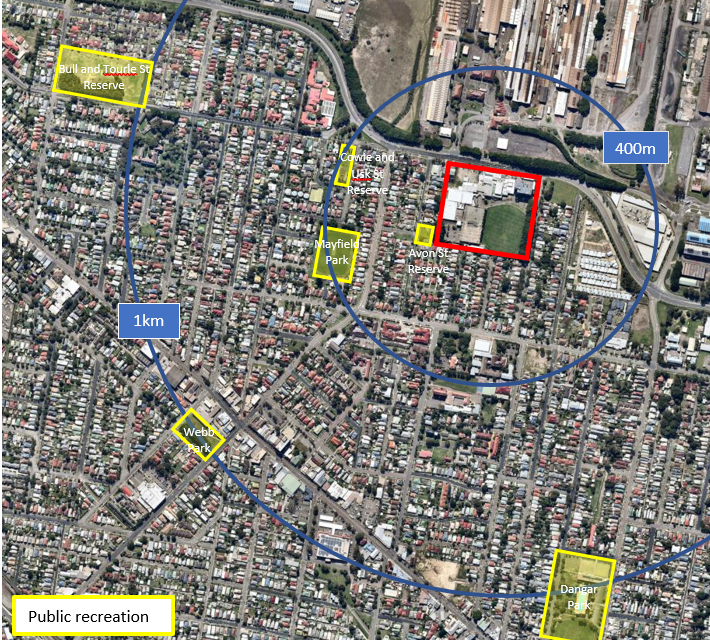 Bull and Tourle St
Reserve
400m
Cowie and
Usk St
Reserve
Mayfield
Park
Avon St
Reserve
1km
Webb
Park
Dangar
Park
Public recreation